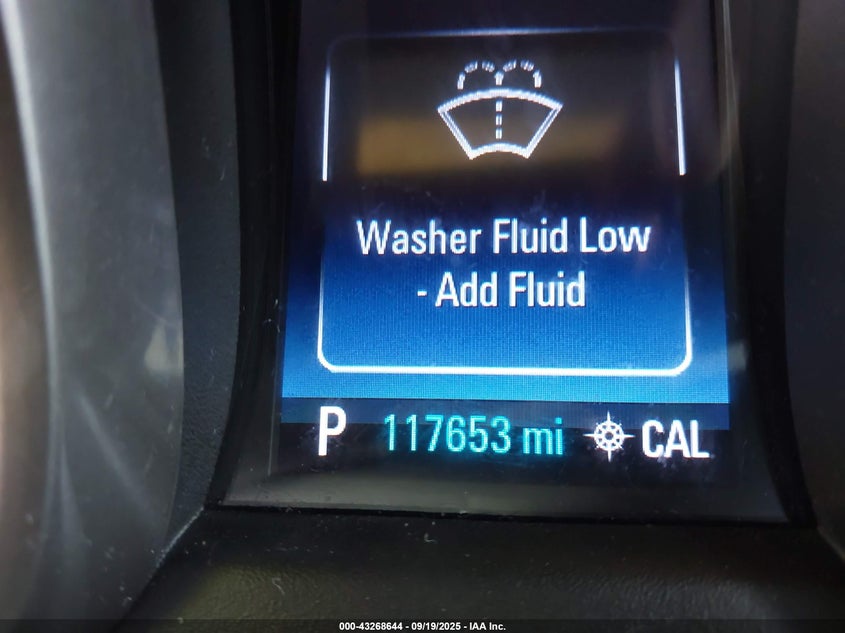 Washer Fluid Low
- Add Fluid
P 117653 mi CAL
000-43268644 - 09/19/2025 - IAA Inc.